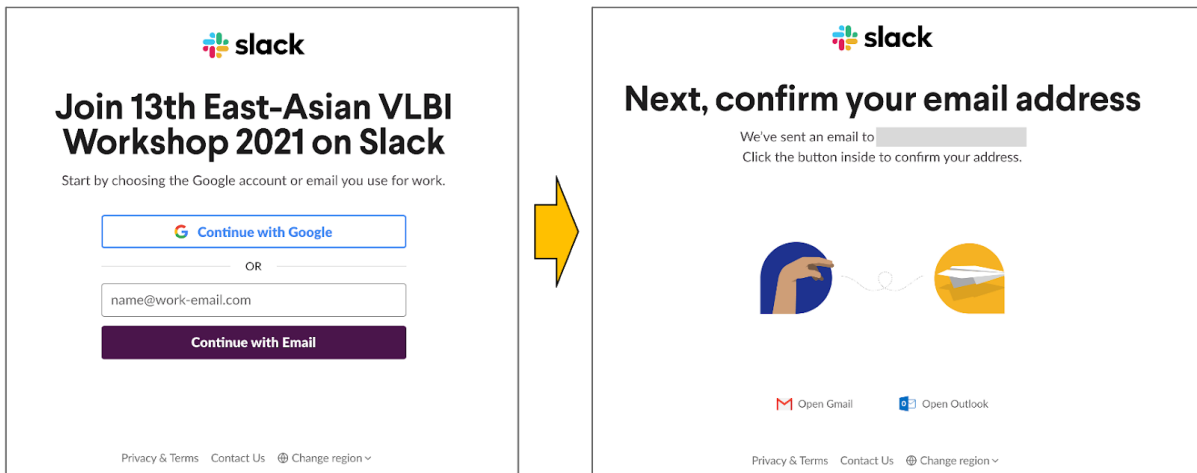 slack
Join 13th East-Asian VLBI
Workshop 2021 on Slack
Start by choosing the Google account or email you use for work.
Continue with Google
OR
name@work-email.com
Continue with Email
Privacy & Terms Contact Us Change region
slack
Next, confirm your email address
We've sent an email to
Click the button inside to confirm your address.
Open Gmail Open Outlook
Privacy & Terms Contact Us Change region